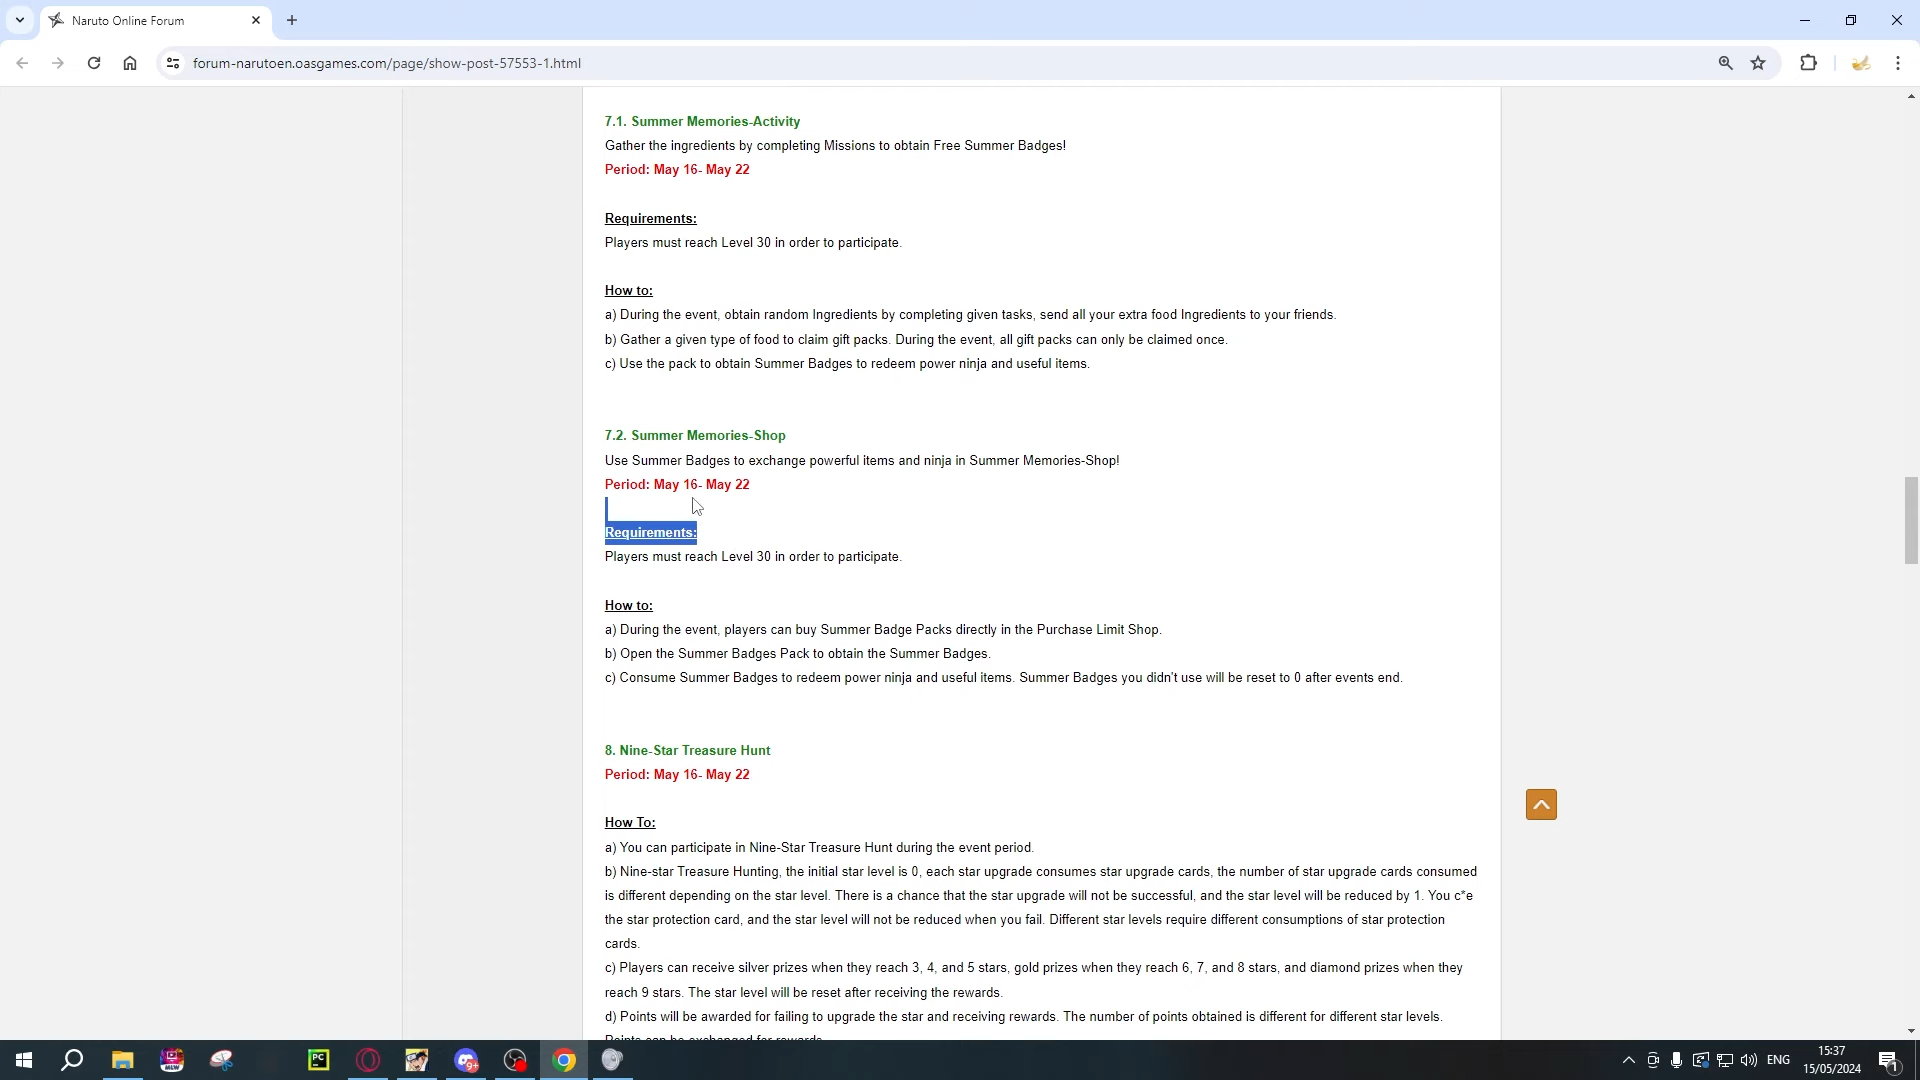 Naruto Online Forum
forum-narutoen.oasgames.com/page/show-post-57553-1.html
7.1. Summer Memories-Activity
Gather the ingredients by completing Missions to obtain Free Summer Badges!
Period: May 16- May 22
Requirements:
Players must reach Level 30 in order to participate.
How to:
a) During the event, obtain random Ingredients by completing given tasks, send all your extra food Ingredients to your friends.
b) Gather a given type of food to claim gift packs. During the event, all gift packs can only be claimed once.
c) Use the pack to obtain Summer Badges to redeem power ninja and useful items.
7.2. Summer Memories-Shop
Use Summer Badges to exchange powerful items and ninja in Summer Memories-Shop!
Period: May 16- May 22
Requirements:
Players must reach Level 30 in order to participate.
How to:
a) During the event, players can buy Summer Badge Packs directly in the Purchase Limit Shop.
b) Open the Summer Badges Pack to obtain the Summer Badges.
c) Consume Summer Badges to redeem power ninja and useful items. Summer Badges you didn't use will be reset to 0 after events end.
8. Nine-Star Treasure Hunt
Period: May 16- May 22
How To:
a) You can participate in Nine-Star Treasure Hunt during the event period.
b) Nine-star Treasure Hunting, the initial star level is 0, each star upgrade consumes star upgrade cards, the number of star upgrade cards consumed
is different depending on the star level. There is a chance that the star upgrade will not be successful, and the star level will be reduced by 1. You c*e
the star protection card, and the star level will not be reduced when you fail. Different star levels require different consumptions of star protection
cards.
c) Players can receive silver prizes when they reach 3, 4, and 5 stars, gold prizes when they reach 6, 7, and 8 stars, and diamond prizes when they
reach 9 stars. The star level will be reset after receiving the rewards.
d) Points will be awarded for failing to upgrade the star and receiving rewards. The number of points obtained is different for different star levels.
Points can be exchanged for rewards.
PC
MLW
9+
ENG
15:37
15/05/2024
1